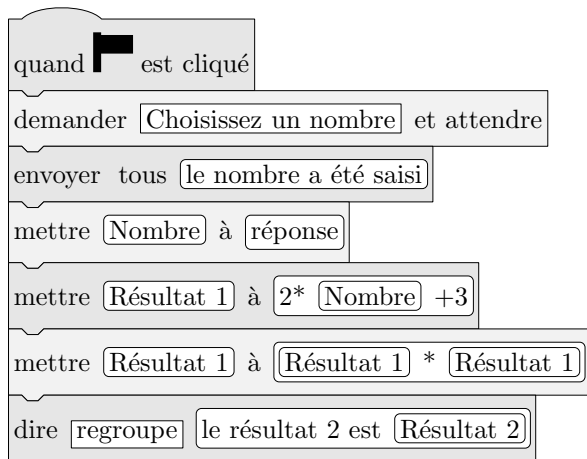 quand est cliqué
demander Choisissez un nombre et attendre
envoyer tous le nombre a été saisi
mettre Nombre à réponse
mettre Résultat 1 à 2* Nombre +3
mettre Résultat 1 à Résultat 1 * Résultat 1
dire regroupe le résultat 2 est Résultat 2